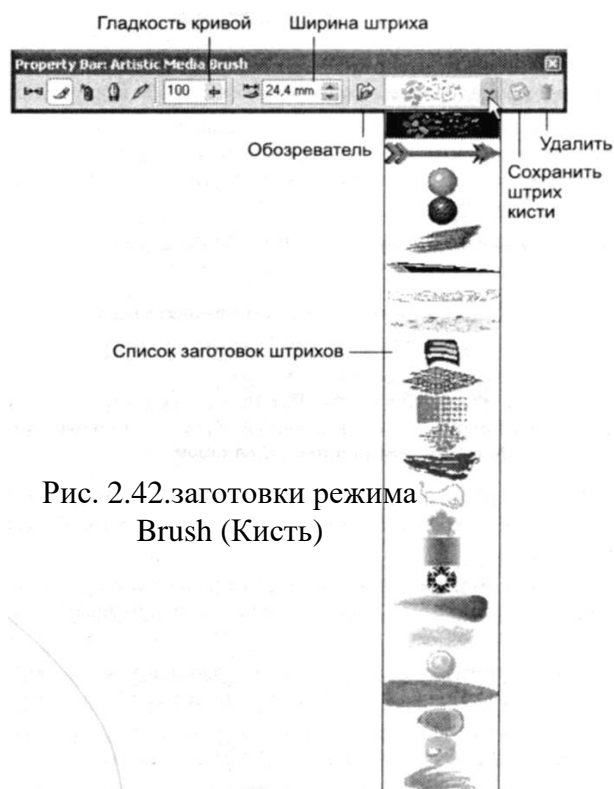 Гладкость кривой Ширина штриха
Property Bar: Artistic Media Brush
100 24,4 mm
Обозреватель
Удалить
Сохранить
штрих
кисти
Список заготовок штрихов
Рис. 2.42.заготовки режима
Brush (Кисть)